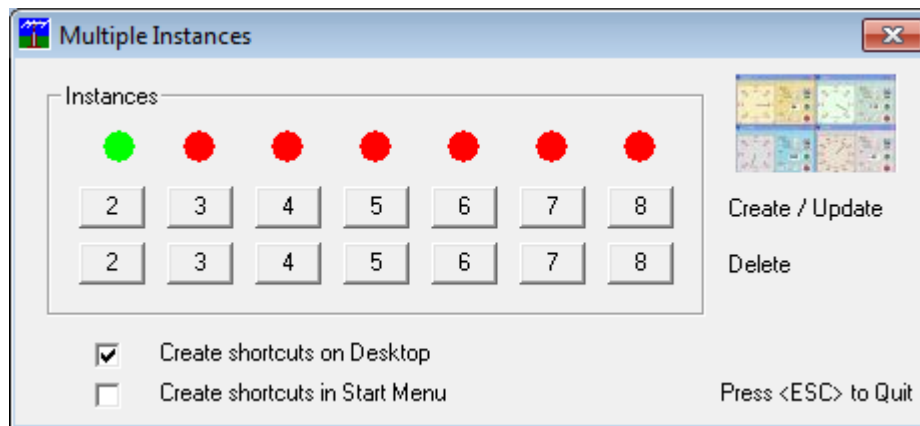 Multiple Instances
Instances
2 3 4 5 6 7 8 Create / Update
2 3 4 5 6 7 8 Delete
Create shortcuts on Desktop
Create shortcuts in Start Menu Press <ESC> to Quit